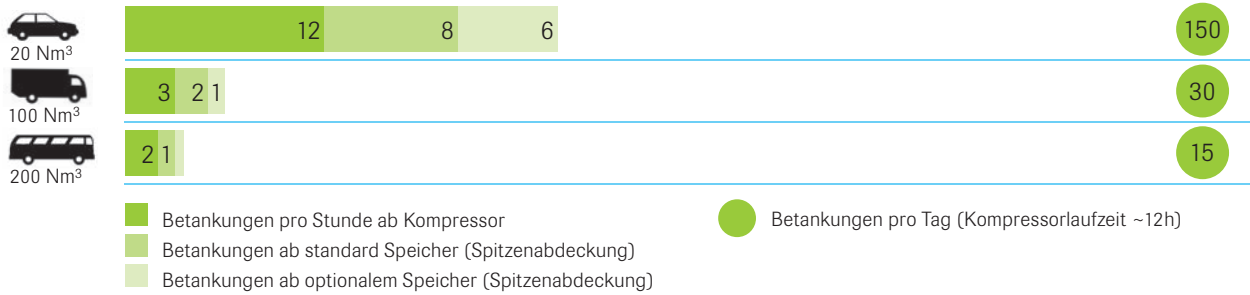 12 8 6 150
20 Nm³
3 2 1 30
100 Nm³
2 1 15
200 Nm³
Betankungen pro Stunde ab Kompressor
Betankungen pro Tag (Kompressorlaufzeit ~12h)
Betankungen ab standard Speicher (Spitzenabdeckung)
Betankungen ab optionalem Speicher (Spitzenabdeckung)